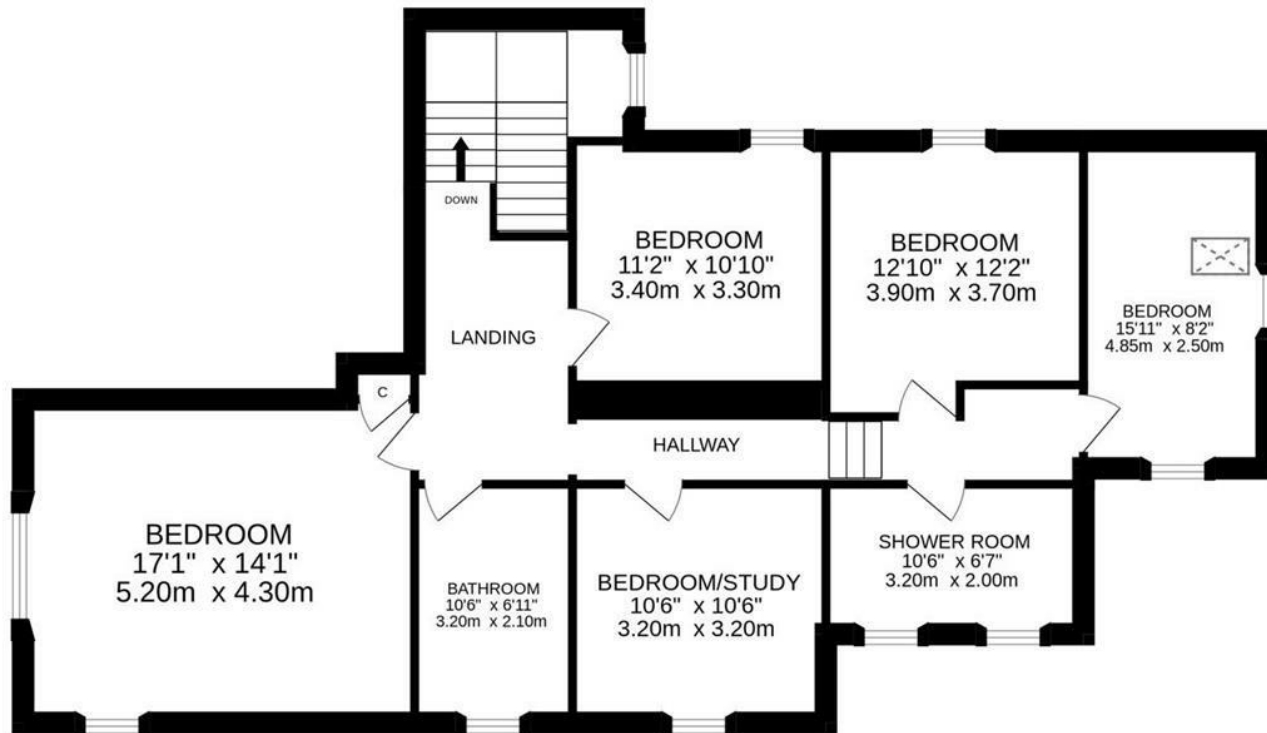 DOWN
BEDROOM
11'2" x 10'10"
3.40m x 3.30m
BEDROOM
12'10" x 12'2"
3.90m x 3.70m
BEDROOM
15'11" x 8'2"
4.85m x 2.50m
LANDING
C
HALLWAY
BEDROOM
17'1" x 14'1"
5.20m x 4.30m
BATHROOM
10'6" x 6'11"
3.20m x 2.10m
BEDROOM/STUDY
10'6" x 10'6"
3.20m x 3.20m
SHOWER ROOM
10'6" x 6'7"
3.20m x 2.00m